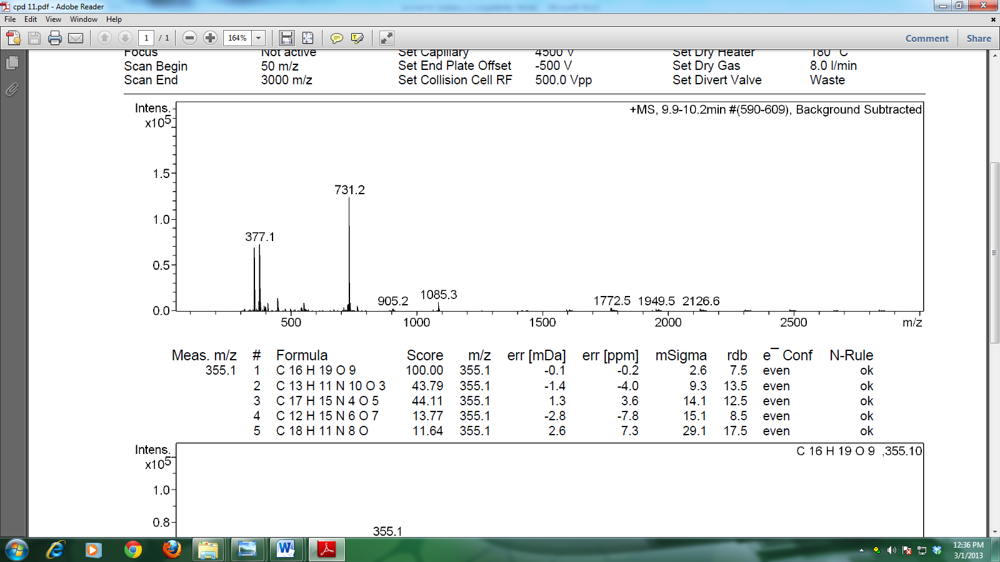 cpd 11.pdf - Adobe Reader
File Edit View Window Help
1 / 1 164% Comment Share
Focus Not active Set Capillary 4500 V Set Dry Heater 180 °C
Scan Begin 50 m/z Set End Plate Offset -500 V Set Dry Gas 8.0 l/min
Scan End 3000 m/z Set Collision Cell RF 500.0 Vpp Set Divert Valve Waste
Intens. +MS, 9.9-10.2min #(590-609), Background Subtracted
x10⁵
1.5
731.2
1.0
377.1
0.5
1085.3
905.2 1772.5 1949.5 2126.6
0.0
500 1000 1500 2000 2500 m/z
Meas. m/z # Formula Score m/z err [mDa] err [ppm] mSigma rdb e⁻ Conf N-Rule
355.1 1 C 16 H 19 O 9 100.00 355.1 -0.1 -0.2 2.6 7.5 even ok
2 C 13 H 11 N 10 O 3 43.79 355.1 -1.4 -4.0 9.3 13.5 even ok
3 C 17 H 15 N 4 O 5 44.11 355.1 1.3 3.6 14.1 12.5 even ok
4 C 12 H 15 N 6 O 7 13.77 355.1 -2.8 -7.8 15.1 8.5 even ok
5 C 18 H 11 N 8 O 11.64 355.1 2.6 7.3 29.1 17.5 even ok
Intens. C 16 H 19 O 9 ,355.10
x10⁵
1.0
0.8
355.1
12:36 PM
3/1/2013